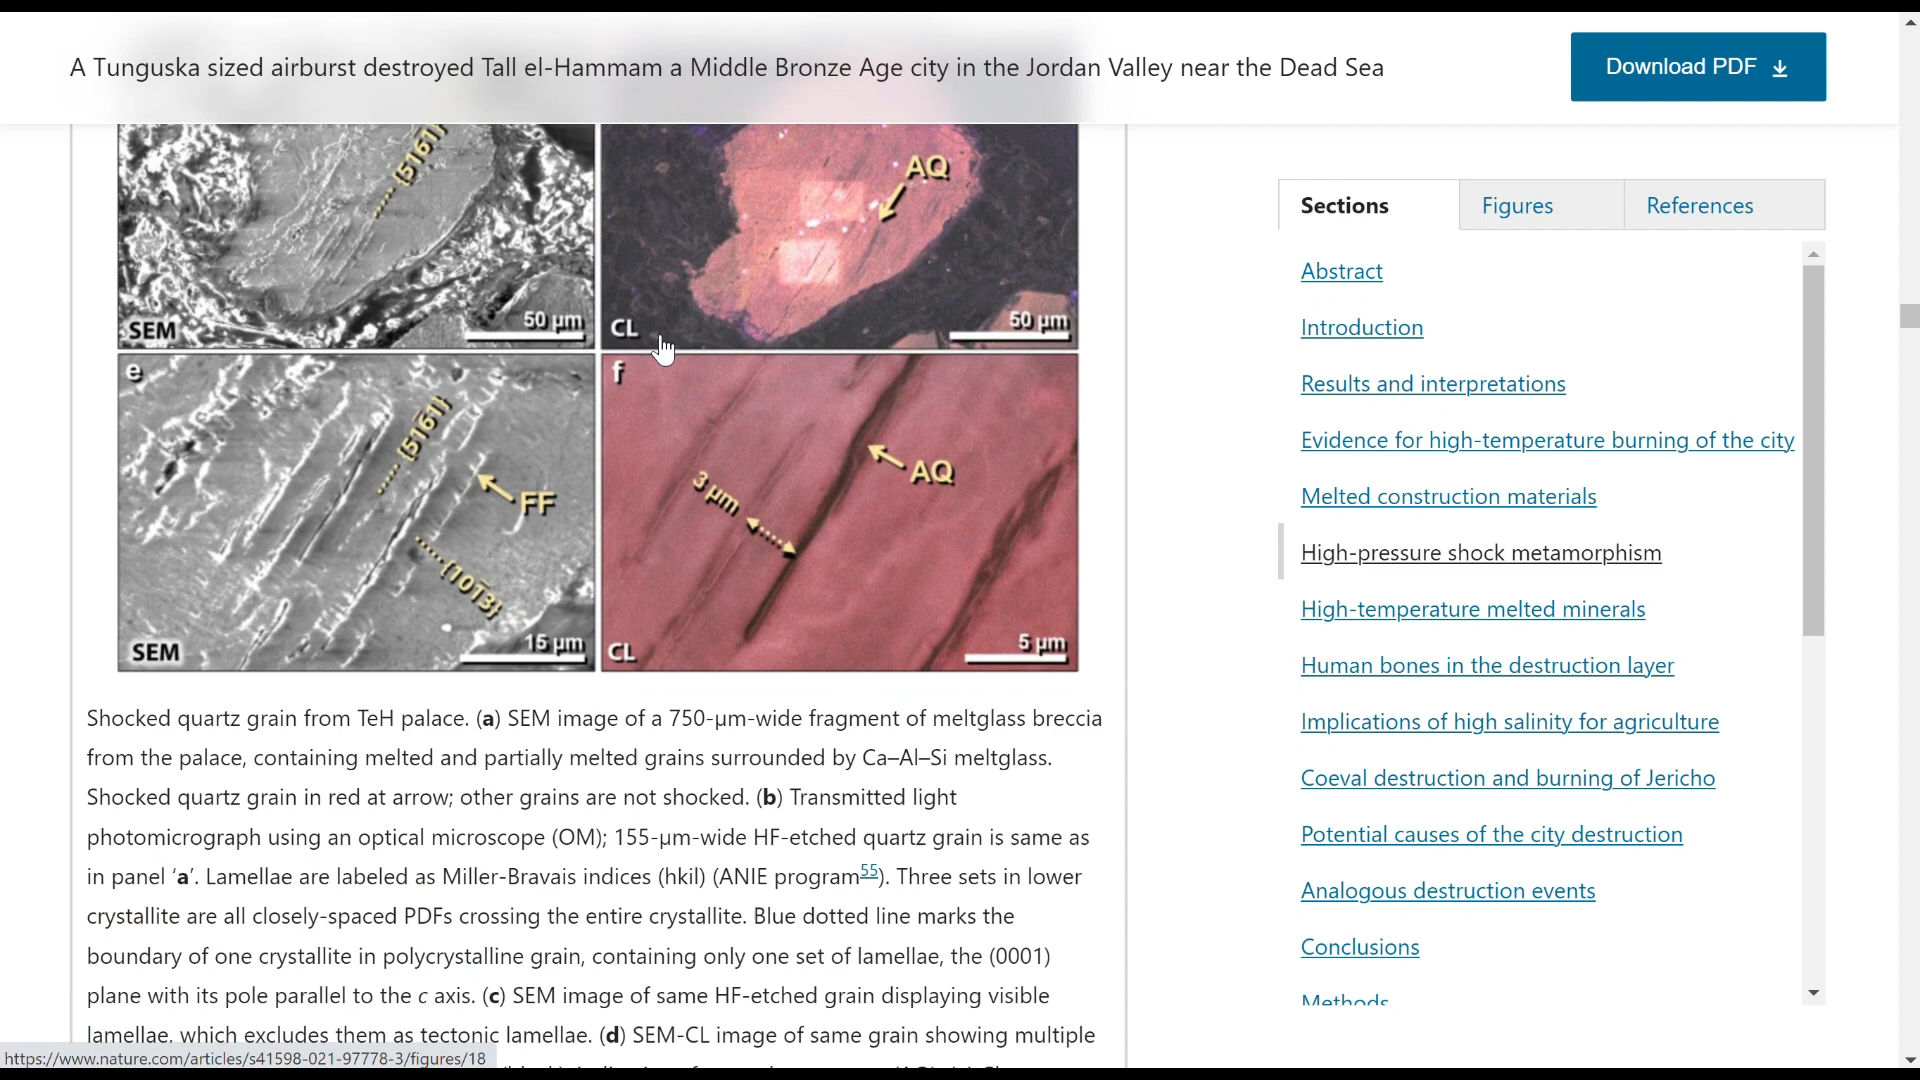 A Tunguska sized airburst destroyed Tall el-Hammam a Middle Bronze Age city in the Jordan Valley near the Dead Sea
Download PDF
{516̄1}
SEM
50 µm
AQ
CL
50 µm
e
{516̄1}
FF
{101̄3}
SEM
15 µm
f
AQ
3 µm
CL
5 µm
Shocked quartz grain from TeH palace. (a) SEM image of a 750-µm-wide fragment of meltglass breccia
from the palace, containing melted and partially melted grains surrounded by Ca–Al–Si meltglass.
Shocked quartz grain in red at arrow; other grains are not shocked. (b) Transmitted light
photomicrograph using an optical microscope (OM); 155-µm-wide HF-etched quartz grain is same as
in panel ‘a’. Lamellae are labeled as Miller-Bravais indices (hkil) (ANIE program55). Three sets in lower
crystallite are all closely-spaced PDFs crossing the entire crystallite. Blue dotted line marks the
boundary of one crystallite in polycrystalline grain, containing only one set of lamellae, the (0001)
plane with its pole parallel to the c axis. (c) SEM image of same HF-etched grain displaying visible
lamellae, which excludes them as tectonic lamellae. (d) SEM-CL image of same grain showing multiple
https://www.nature.com/articles/s41598-021-97778-3/figures/18
Sections
Figures
References
Abstract
Introduction
Results and interpretations
Evidence for high-temperature burning of the city
Melted construction materials
High-pressure shock metamorphism
High-temperature melted minerals
Human bones in the destruction layer
Implications of high salinity for agriculture
Coeval destruction and burning of Jericho
Potential causes of the city destruction
Analogous destruction events
Conclusions
Methods